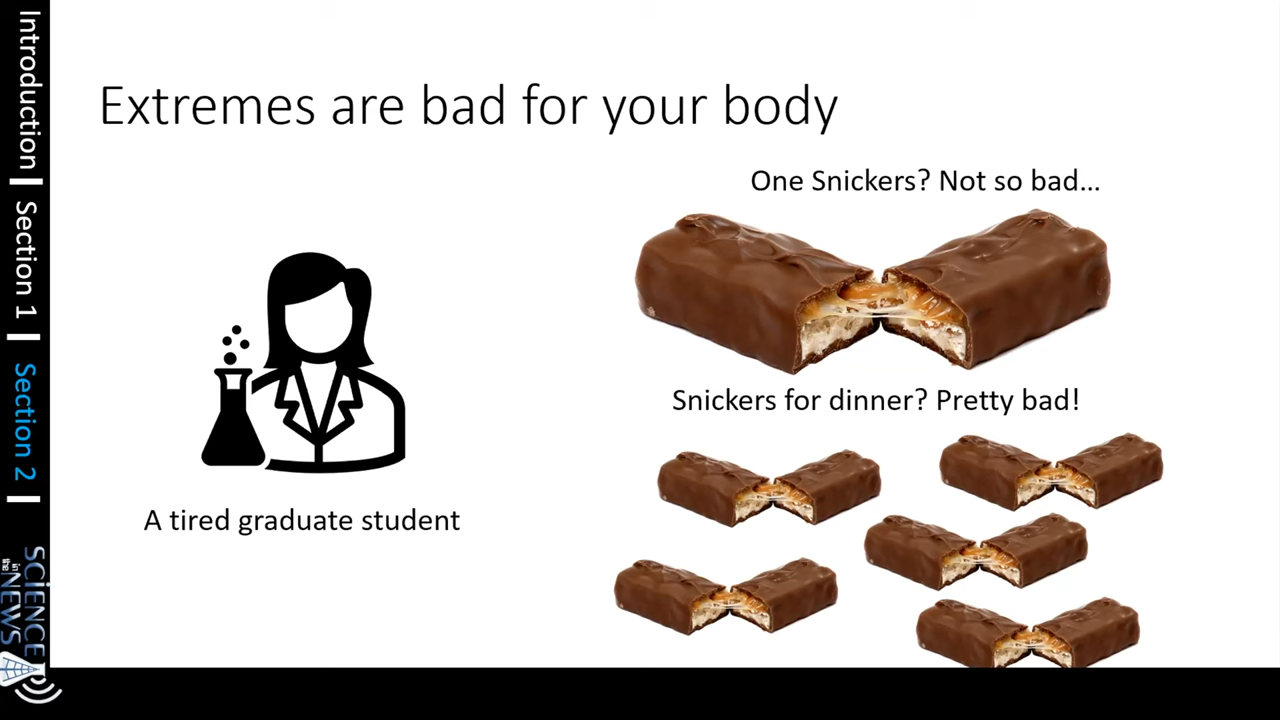 Introduction
Section 1
Section 2
SCIENCE
in
the
NEWS
Extremes are bad for your body
One Snickers? Not so bad...
Snickers for dinner? Pretty bad!
A tired graduate student